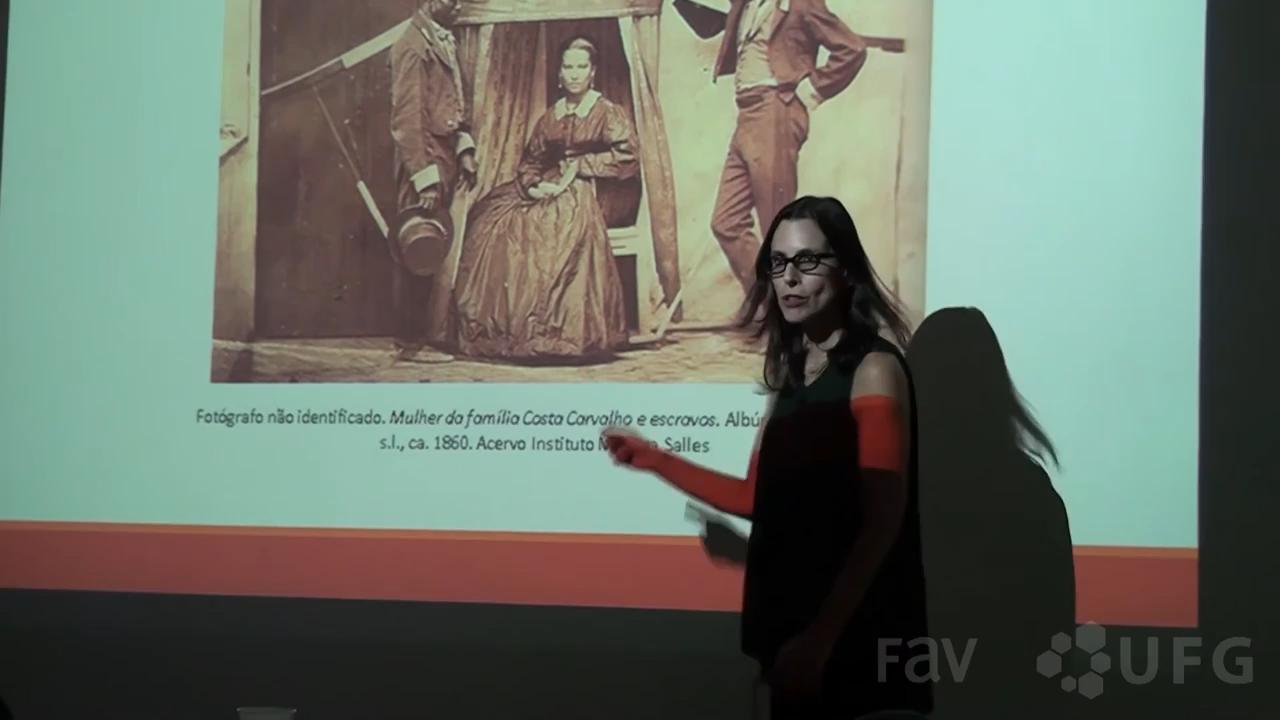 Fotógrafo não identificado. Mulher da família Costa Carvalho e escravos.
s.l., ca. 1860. Acervo Instituto Salles
FaV UFG